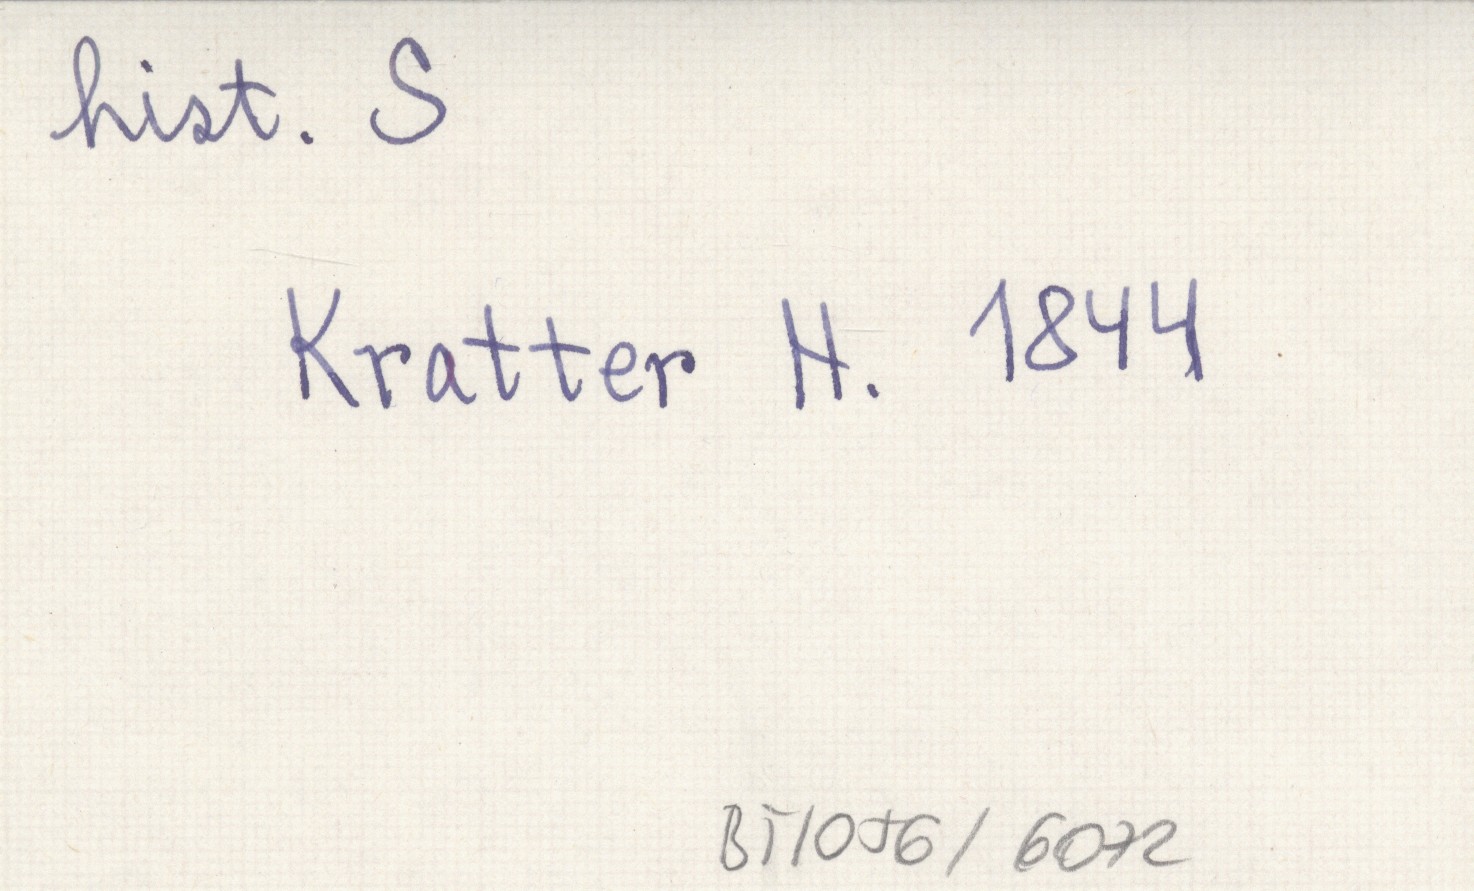 hist. S
Kratter H. 1844
BT1056/6072